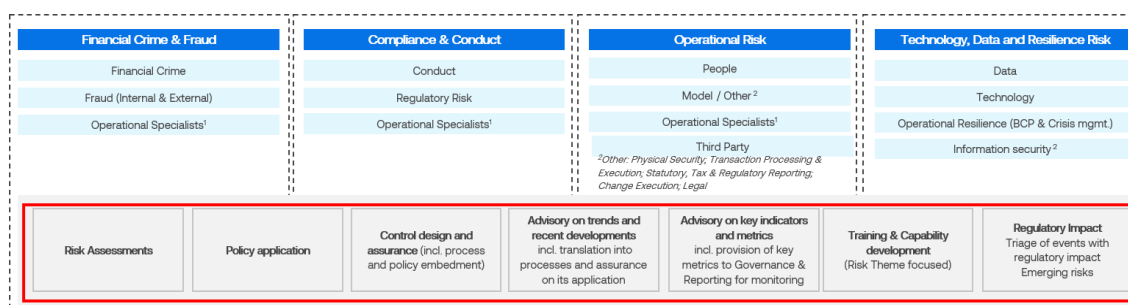 Financial Crime & Fraud
Financial Crime
Fraud (Internal & External)
Operational Specialists¹
Compliance & Conduct
Conduct
Regulatory Risk
Operational Specialists¹
Operational Risk
People
Model / Other ²
Operational Specialists¹
Third Party
²Other: Physical Security; Transaction Processing &
Execution; Statutory, Tax & Regulatory Reporting;
Change Execution; Legal
Technology, Data and Resilience Risk
Data
Technology
Operational Resilience (BCP & Crisis mgmt.)
Information security ²
Risk Assessments
Policy application
Control design and
assurance (incl. process
and policy embedment)
Advisory on trends and
recent developments
incl. translation into
processes and assurance
on its application
Advisory on key indicators
and metrics
incl. provision of key
metrics to Governance &
Reporting for monitoring
Training & Capability
development
(Risk Theme focused)
Regulatory Impact
Triage of events with
regulatory impact
Emerging risks